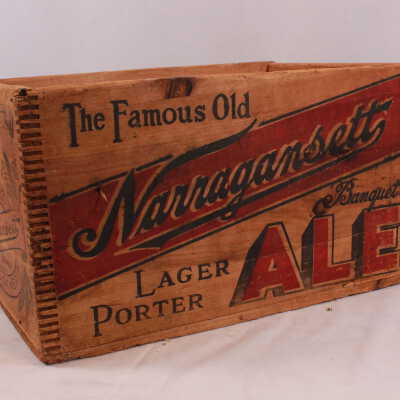 The Famous Old
Narragansett
Banquet
LAGER ALE
PORTER